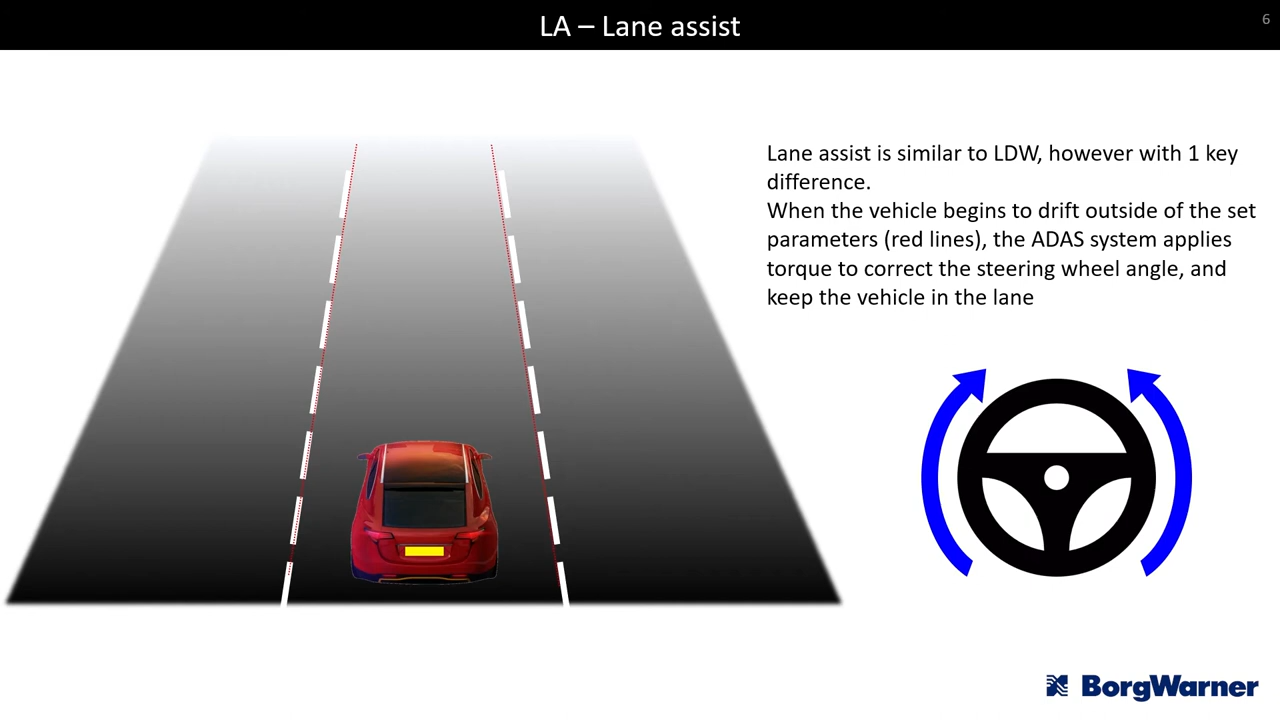 LA – Lane assist
6
Lane assist is similar to LDW, however with 1 key
difference.
When the vehicle begins to drift outside of the set
parameters (red lines), the ADAS system applies
torque to correct the steering wheel angle, and
keep the vehicle in the lane
BorgWarner